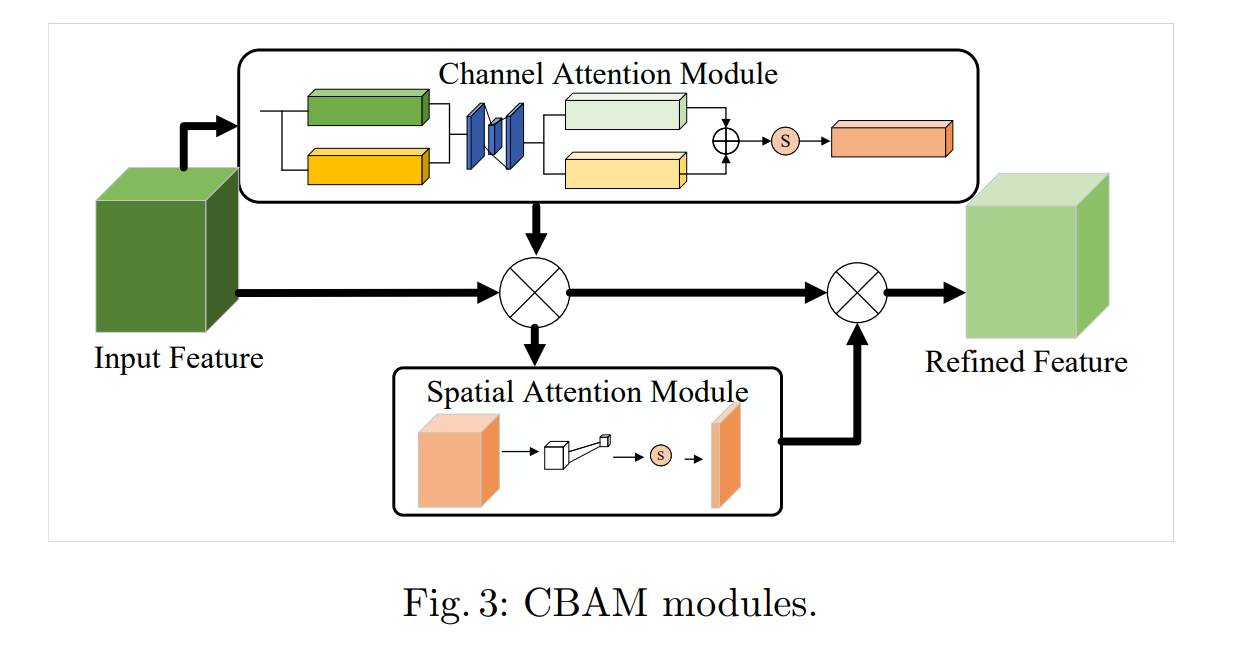 Channel Attention Module
S
Input Feature
Refined Feature
Spatial Attention Module
S
Fig. 3: CBAM modules.